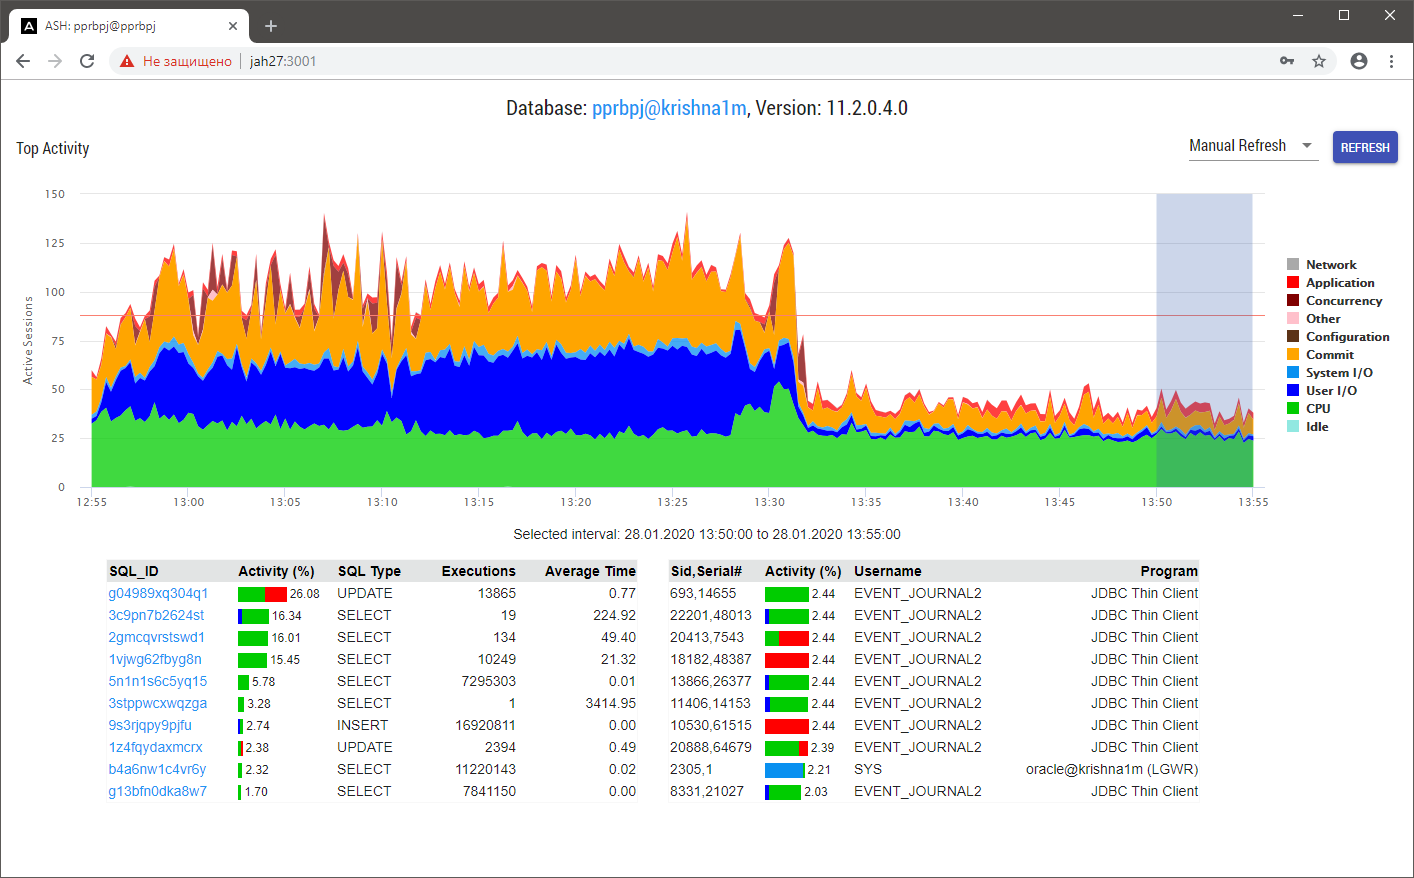 ASH: pprbpj@pprbpj
Не защищено | jah27:3001
Database: pprbpj@krishna1m, Version: 11.2.0.4.0
Top Activity
Manual Refresh
REFRESH
150
125
100
75
50
25
0
Active Sessions
12:55 13:00 13:05 13:10 13:15 13:20 13:25 13:30 13:35 13:40 13:45 13:50 13:55
Network
Application
Concurrency
Other
Configuration
Commit
System I/O
User I/O
CPU
Idle
Selected interval: 28.01.2020 13:50:00 to 28.01.2020 13:55:00
SQL_ID Activity (%) SQL Type Executions Average Time
g04989xq304q1 26.08 UPDATE 13865 0.77
3c9pn7b2624st 16.34 SELECT 19 224.92
2gmcqvrstswd1 16.01 SELECT 134 49.40
1vjwg62fbyg8n 15.45 SELECT 10249 21.32
5n1n1s6c5yq15 5.78 SELECT 7295303 0.01
3stppwcxwqzga 3.28 SELECT 1 3414.95
9s3rjqpy9pjfu 2.74 INSERT 16920811 0.00
1z4fqydaxmcrx 2.38 UPDATE 2394 0.49
b4a6nw1c4vr6y 2.32 SELECT 11220143 0.02
g13bfn0dka8w7 1.70 SELECT 7841150 0.00
Sid,Serial# Activity (%) Username Program
693,14655 2.44 EVENT_JOURNAL2 JDBC Thin Client
22201,48013 2.44 EVENT_JOURNAL2 JDBC Thin Client
20413,7543 2.44 EVENT_JOURNAL2 JDBC Thin Client
18182,48387 2.44 EVENT_JOURNAL2 JDBC Thin Client
13866,26377 2.44 EVENT_JOURNAL2 JDBC Thin Client
11406,14153 2.44 EVENT_JOURNAL2 JDBC Thin Client
10530,61515 2.44 EVENT_JOURNAL2 JDBC Thin Client
20888,64679 2.39 EVENT_JOURNAL2 JDBC Thin Client
2305,1 2.21 SYS oracle@krishna1m (LGWR)
8331,21027 2.03 EVENT_JOURNAL2 JDBC Thin Client